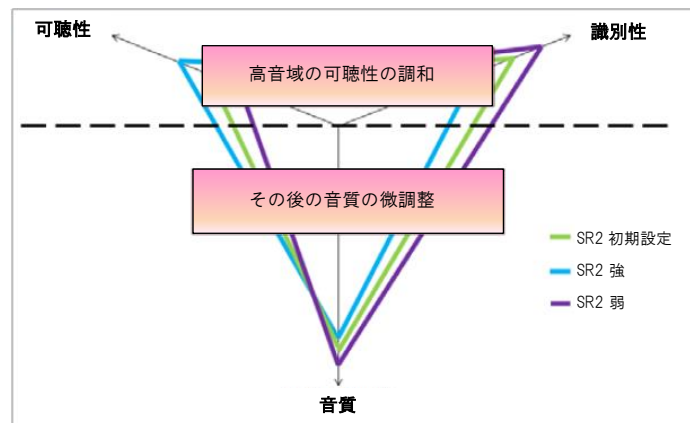 可聴性
識別性
高音域の可聴性の調和
その後の音質の微調整
SR2 初期設定
SR2 強
SR2 弱
音質